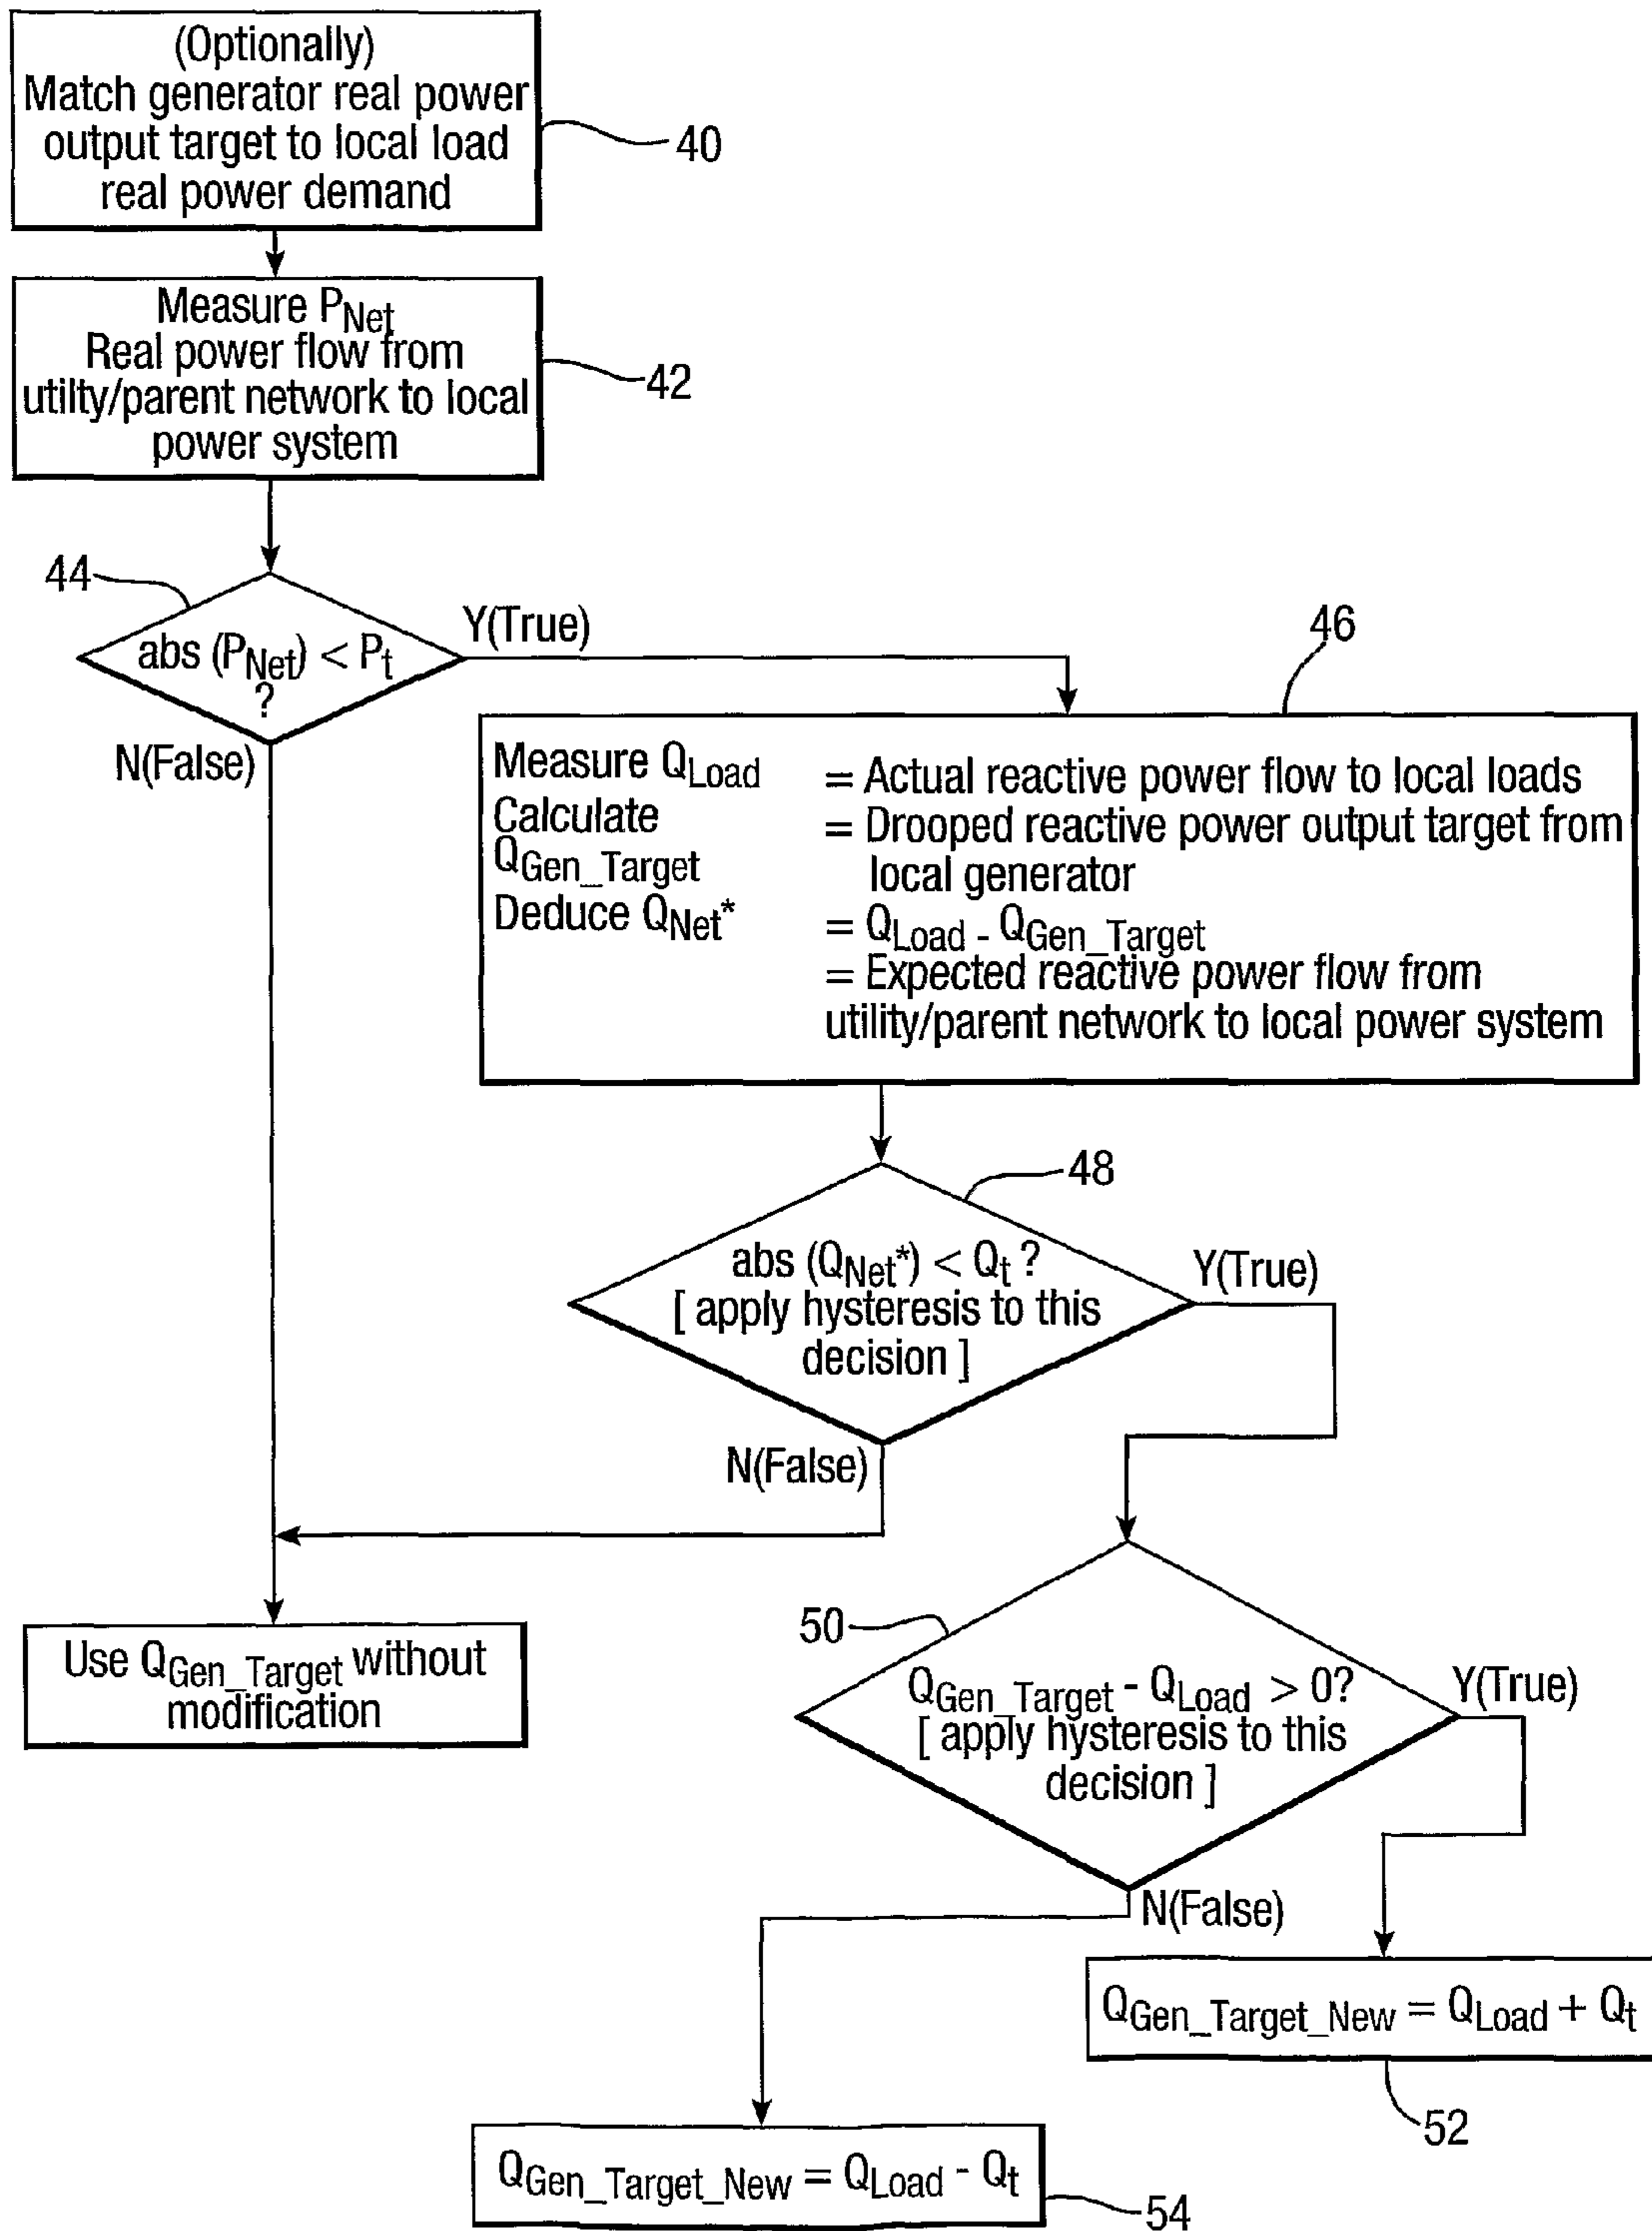 (Optionally)
Match generator real power
output target to local load
real power demand
40
Measure P_Net
Real power flow from
utilty/parent network to local
power system
42
44
abs (P_Net) < P_t
?
Y(True)
N(False)
46
Measure Q_Load = Actual reactive power flow to local loads
Calculate = Drooped reactive power output target from
Q_Gen_Target local generator
Deduce Q_Net* = Q_Load - Q_Gen_Target
= Expected reactive power flow from
utility/parent network to local power system
48
abs (Q_Net*) < Q_t ?
[ apply hysteresis to this
decision ]
Y(True)
N(False)
Use Q_Gen_Target without
modification
50
Q_Gen_Target - Q_Load > 0?
[ apply hysteresis to this
decision ]
Y(True)
N(False)
Q_Gen_Target_New = Q_Load + Q_t
52
Q_Gen_Target_New = Q_Load - Q_t
54